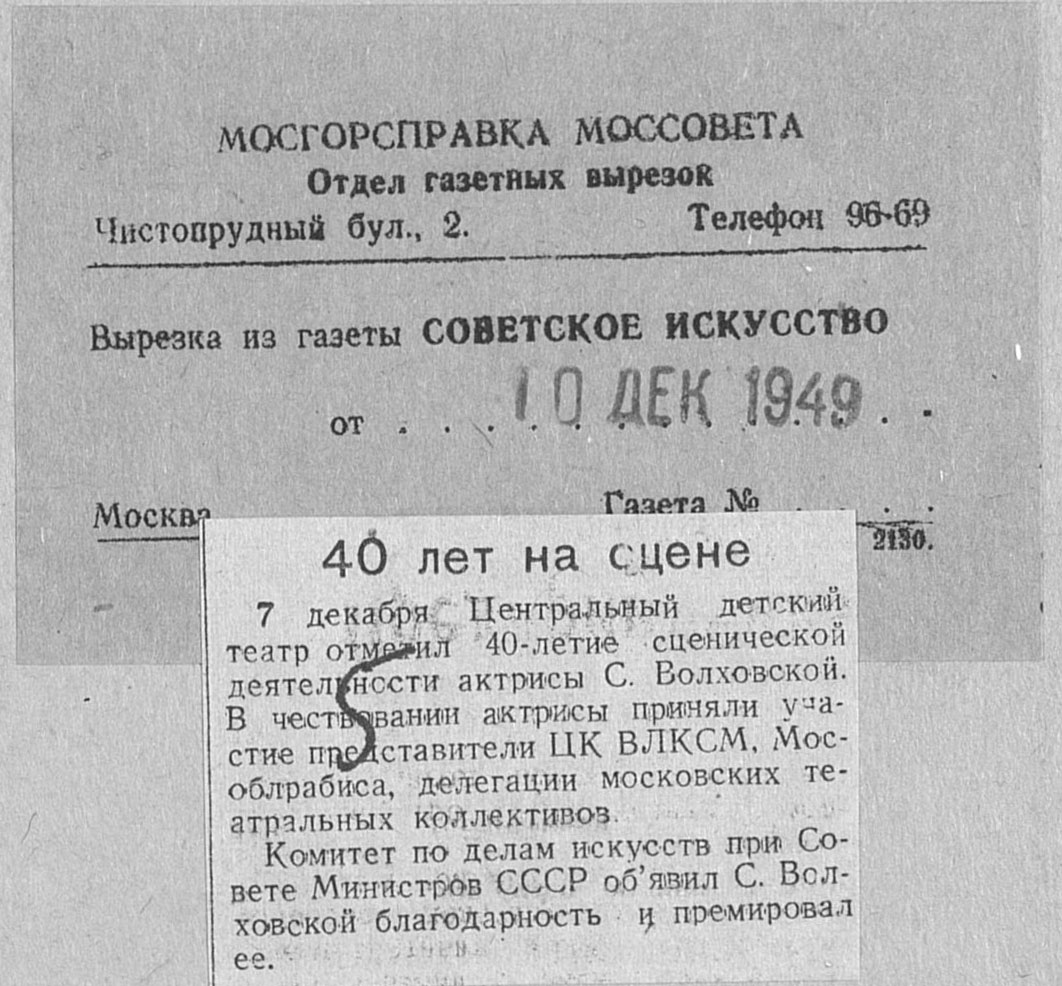 МОСГОРСПРАВКА МОССОВЕТА
Отдел газетных вырезок
Чистопрудный бул., 2. Телефон 96-69
Вырезка из газеты СОВЕТСКОЕ ИСКУССТВО
от . . . . . . . . . . . . .
10 ДЕК 1949
Москва Газета № . . .
2130.
40 лет на сцене
7 декабря Центральный детский
театр отметил 40-летие сценической
деятельности актрисы С. Волховской.
В чествовании актрисы приняли уча-
стие представители ЦК ВЛКСМ, Мос-
облрабиса, делегации московских те-
атральных коллективов.
Комитет по делам искусств при Со-
вете Министров СССР об'явил С. Вол-
ховской благодарность и премировал
ее.